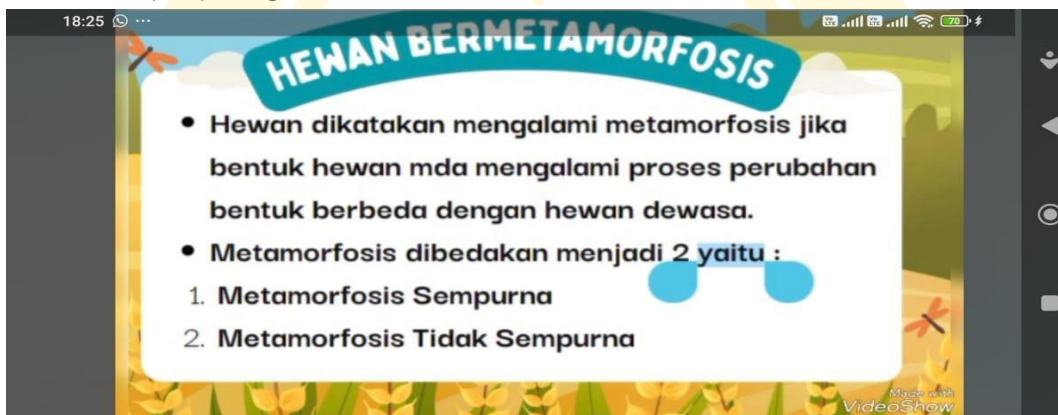 18:25
70
HEWAN BERMETAMORFOSIS
• Hewan dikatakan mengalami metamorfosis jika
bentuk hewan mda mengalami proses perubahan
bentuk berbeda dengan hewan dewasa.
• Metamorfosis dibedakan menjadi 2 yaitu :
1. Metamorfosis Sempurna
2. Metamorfosis Tidak Sempurna
Made with
VideoShow